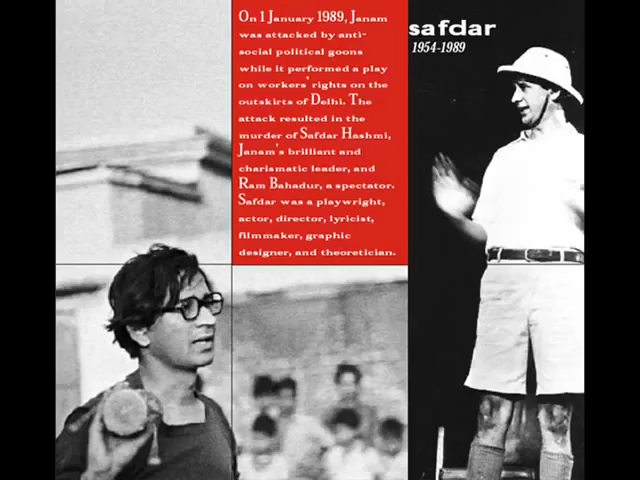 On 1 January 1989, Janam
was attacked by anti-
social political goons
while it performed a play
on workers' rights on the
outskirts of Delhi. The
attack resulted in the
murder of Safdar Hashmi,
Janam's brilliant and
charismatic leader, and
Ram Bahadur, a spectator.
Safdar was a playwright,
actor, director, lyricist,
filmmaker, graphic
designer, and theoretician.
safdar
1954-1989